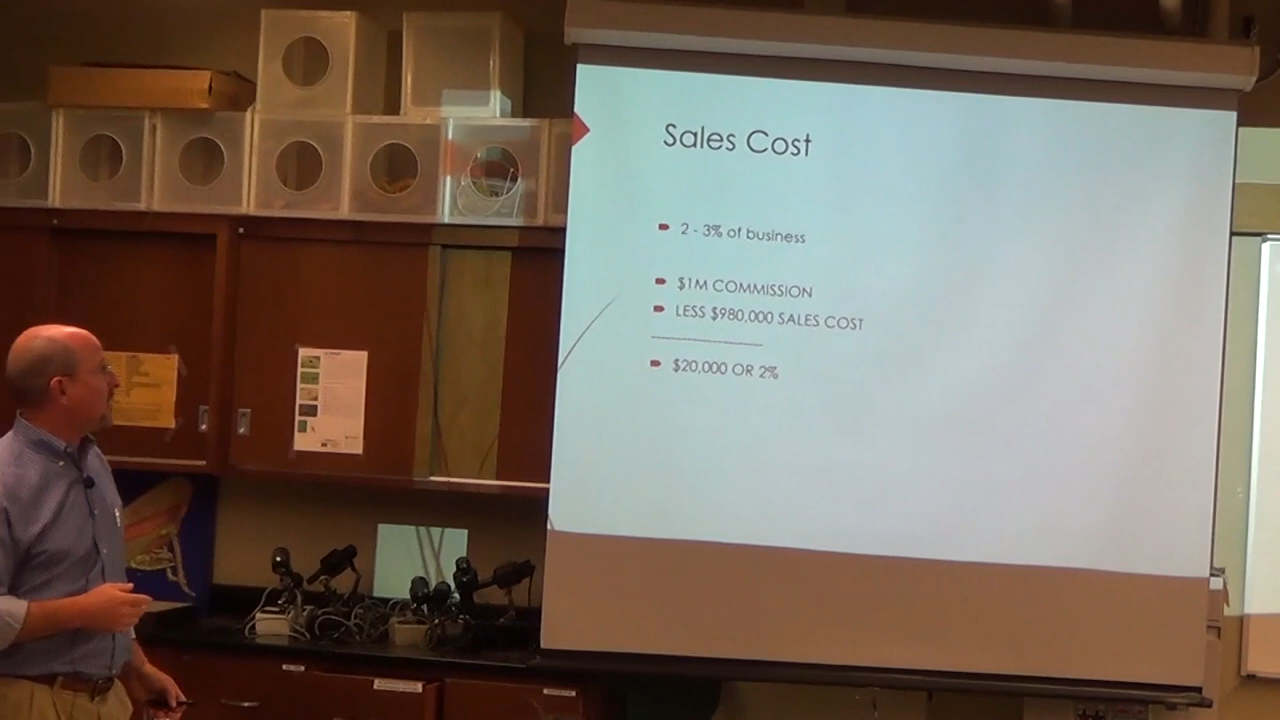 Sales Cost
2 - 3% of business
$1M COMMISSION
LESS $980,000 SALES COST
$20,000 OR 2%